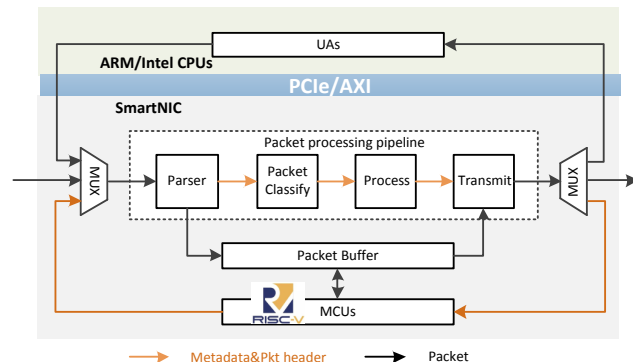 UAs
ARM/Intel CPUs
PCIe/AXI
SmartNIC
Packet processing pipeline
MUX
Parser
Packet
Classify
Process
Transmit
MUX
Packet Buffer
RISC-V
MCUs
Metadata&Pkt header
Packet